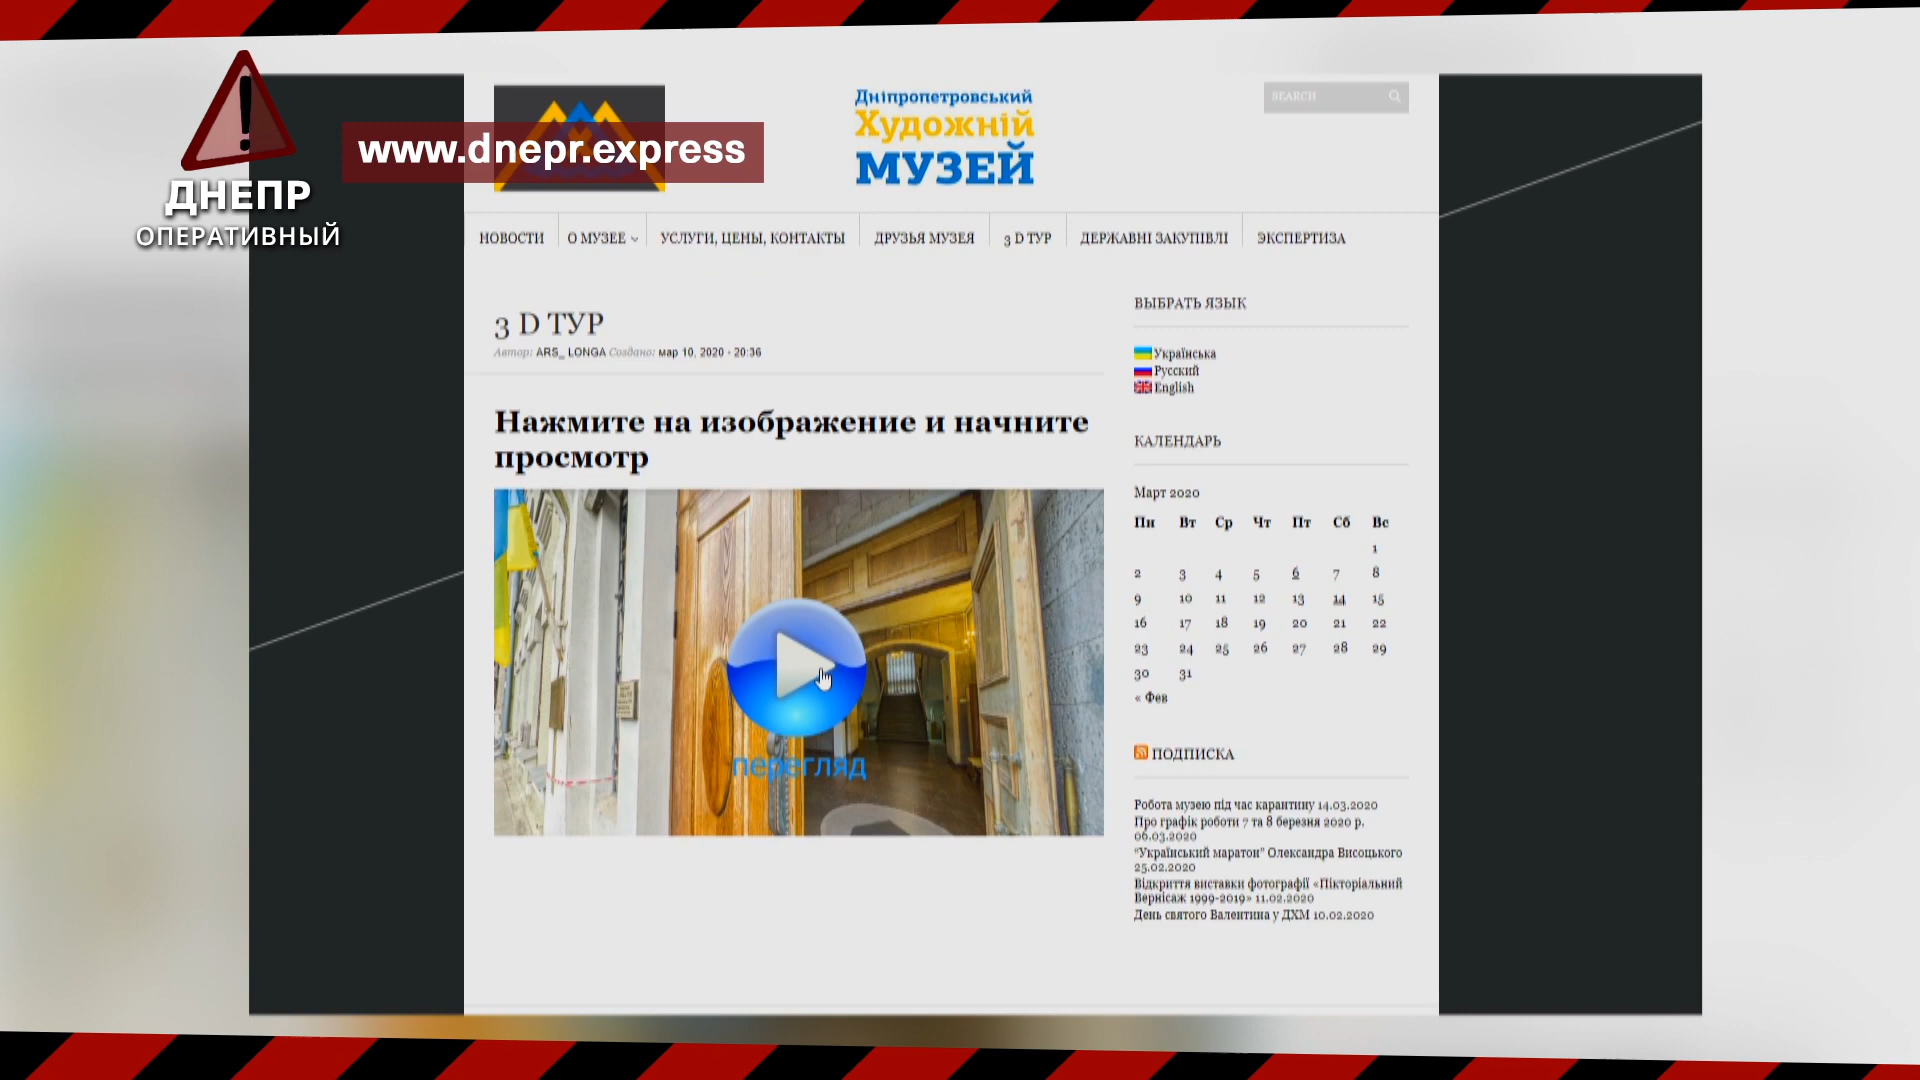 www.dnepr.express
ДНЕПР
ОПЕРАТИВНЫЙ
Дніпропетровський
Художній
МУЗЕЙ
SEARCH
НОВОСТИ
О МУЗЕЕ
УСЛУГИ, ЦЕНЫ, КОНТАКТЫ
ДРУЗЬЯ МУЗЕЯ
3 D ТУР
ДЕРЖАВНІ ЗАКУПІВЛІ
ЭКСПЕРТИЗА
3 D ТУР
Автор: ARS_ LONGA Создано: мар 10, 2020 - 20:36
Нажмите на изображение и начните
просмотр
перегляд
ВЫБРАТЬ ЯЗЫК
Українська
Русский
English
КАЛЕНДАРЬ
Март 2020
Пн Вт Ср Чт Пт Сб Вс
1
2 3 4 5 6 7 8
9 10 11 12 13 14 15
16 17 18 19 20 21 22
23 24 25 26 27 28 29
30 31
« Фев
ПОДПИСКА
Робота музею під час карантину 14.03.2020
Про графік роботи 7 та 8 березня 2020 р.
06.03.2020
“Український маратон” Олександра Висоцького
25.02.2020
Відкриття виставки фотографії «Пікторіальний
Вернісаж 1999-2019» 11.02.2020
День святого Валентина у ДХМ 10.02.2020